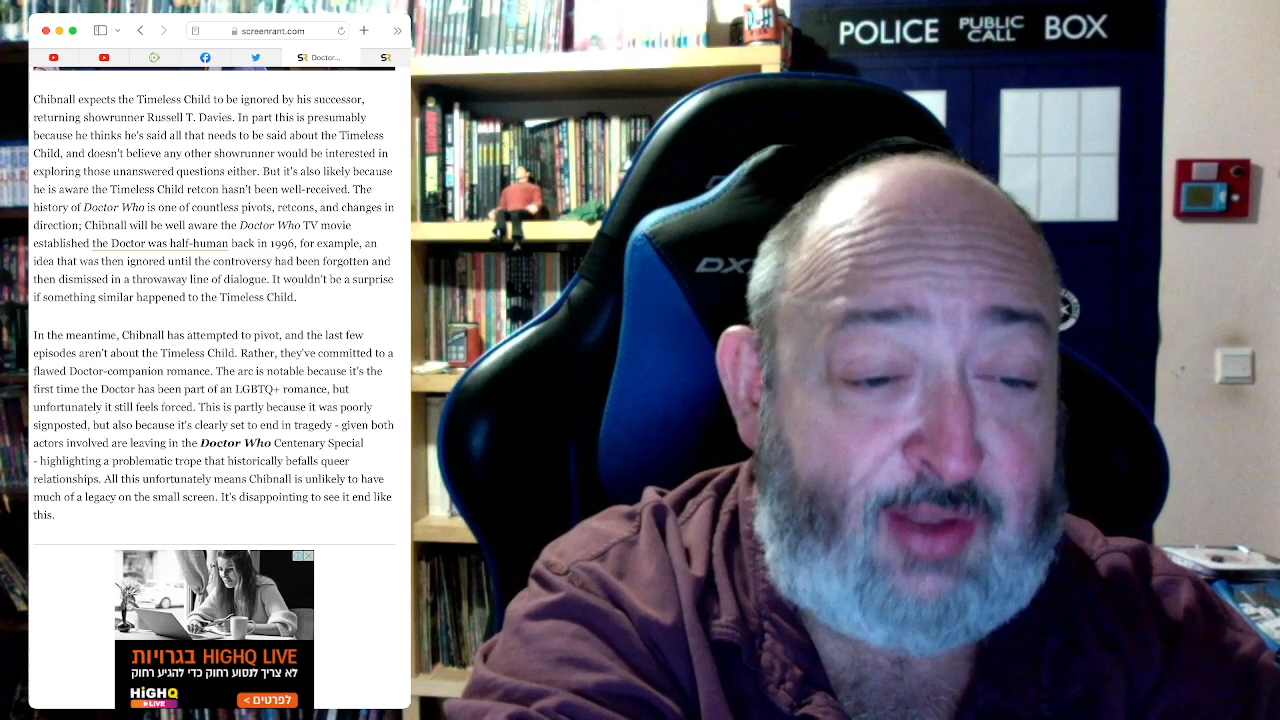 screenrant.com
Doctor...
Chibnall expects the Timeless Child to be ignored by his successor,
returning showrunner Russell T. Davies. In part this is presumably
because he thinks he's said all that needs to be said about the Timeless
Child, and doesn't believe any other showrunner would be interested in
exploring those unanswered questions either. But it's also likely because
he is aware the Timeless Child retcon hasn't been well-received. The
history of Doctor Who is one of countless pivots, retcons, and changes in
direction; Chibnall will be well aware the Doctor Who TV movie
established the Doctor was half-human back in 1996, for example, an
idea that was then ignored until the controversy had been forgotten and
then dismissed in a throwaway line of dialogue. It wouldn't be a surprise
if something similar happened to the Timeless Child.
In the meantime, Chibnall has attempted to pivot, and the last few
episodes aren't about the Timeless Child. Rather, they've committed to a
flawed Doctor-companion romance. The arc is notable because it's the
first time the Doctor has been part of an LGBTQ+ romance, but
unfortunately it still feels forced. This is partly because it was poorly
signposted, but also because it's clearly set to end in tragedy - given both
actors involved are leaving in the Doctor Who Centenary Special
- highlighting a problematic trope that historically befalls queer
relationships. All this unfortunately means Chibnall is unlikely to have
much of a legacy on the small screen. It's disappointing to see it end like
this.
HIGHQ LIVE בגרויות
לא צריך לנסוע רחוק כדי להגיע רחוק
HiGHQ
LIVE
לפרטים >
POLICE PUBLIC CALL BOX
DX